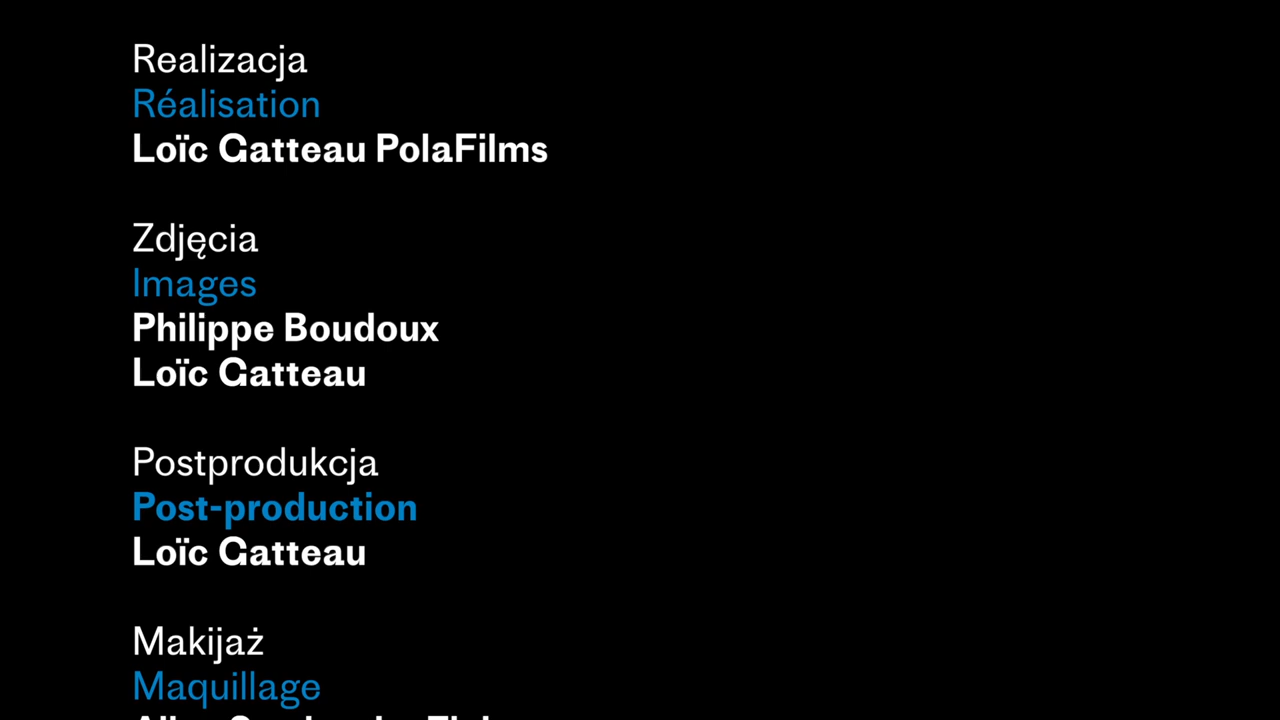 Realizacja
Réalisation
Loïc Gatteau PolaFilms
Zdjęcia
Images
Philippe Boudoux
Loïc Gatteau
Postprodukcja
Post-production
Loïc Gatteau
Makijaż
Maquillage